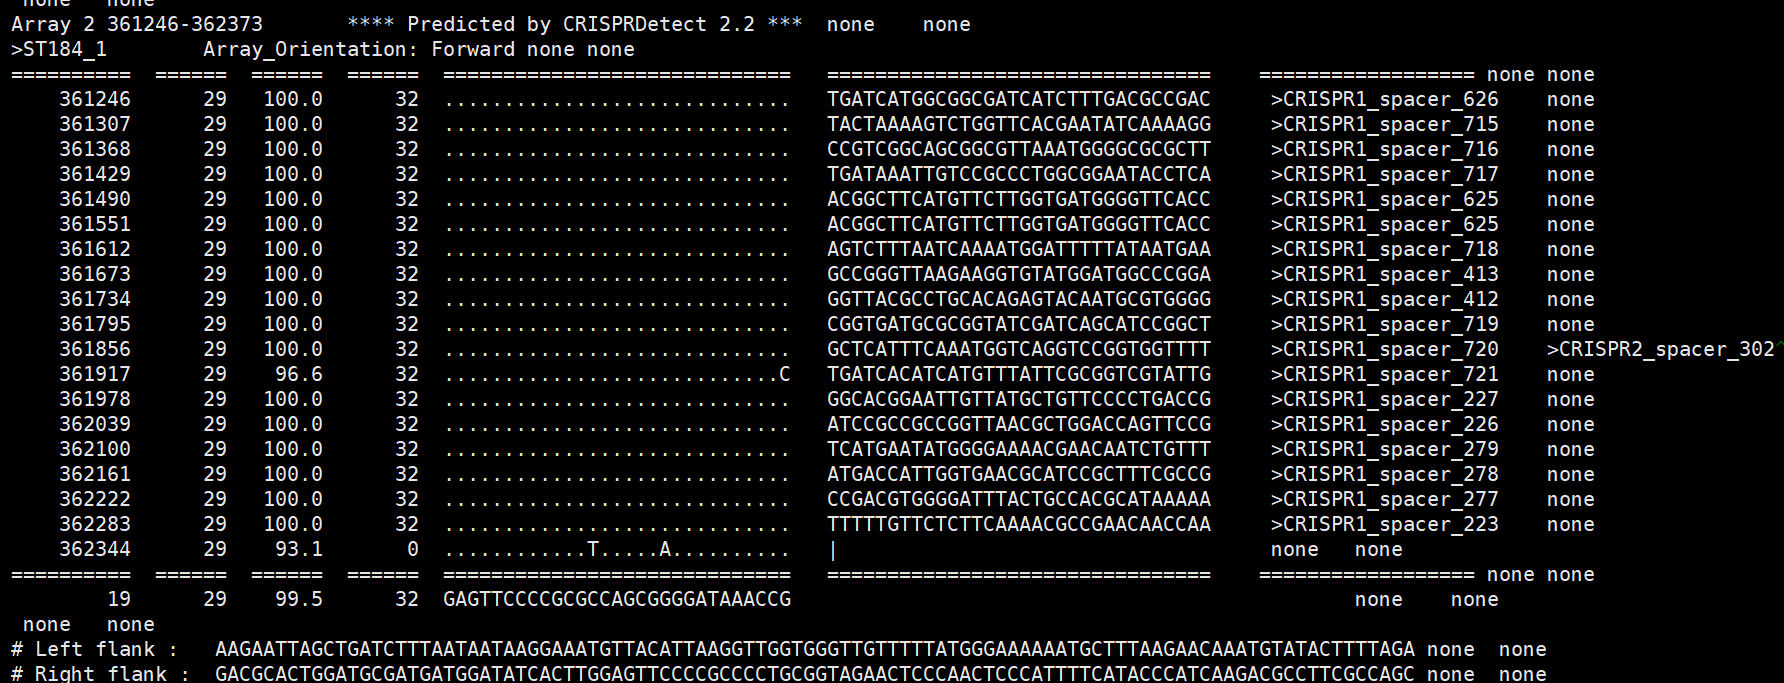 none   none
Array 2 361246-362373       **** Predicted by CRISPRDetect 2.2 ***  none    none
>ST184_1        Array_Orientation: Forward none none
==========  ======  ======  ======  =============================   ================================    ================== none none
    361246      29   100.0      32  .............................   TGATCATGGCGGCGATCATCTTTGACGCCGAC     >CRISPR1_spacer_626    none
    361307      29   100.0      32  .............................   TACTAAAAGTCTGGTTCACGAATATCAAAAGG     >CRISPR1_spacer_715    none
    361368      29   100.0      32  .............................   CCGTCGGCAGCGGCGTTAAATGGGGCGCGCTT     >CRISPR1_spacer_716    none
    361429      29   100.0      32  .............................   TGATAAATTGTCCGCCCTGGCGGAATACCTCA     >CRISPR1_spacer_717    none
    361490      29   100.0      32  .............................   ACGGCTTCATGTTCTTGGTGATGGGGTTCACC     >CRISPR1_spacer_625    none
    361551      29   100.0      32  .............................   ACGGCTTCATGTTCTTGGTGATGGGGTTCACC     >CRISPR1_spacer_625    none
    361612      29   100.0      32  .............................   AGTCTTTAATCAAAATGGATTTTTATAATGAA     >CRISPR1_spacer_718    none
    361673      29   100.0      32  .............................   GCCGGGTTAAGAAGGTGTATGGATGGCCCGGA     >CRISPR1_spacer_413    none
    361734      29   100.0      32  .............................   GGTTACGCCTGCACAGAGTACAATGCGTGGGG     >CRISPR1_spacer_412    none
    361795      29   100.0      32  .............................   CGGTGATGCGCGGTATCGATCAGCATCCGGCT     >CRISPR1_spacer_719    none
    361856      29   100.0      32  .............................   GCTCATTTCAAATGGTCAGGTCCGGTGGTTTT     >CRISPR1_spacer_720    >CRISPR2_spacer_302^
    361917      29    96.6      32  ............................C   TGATCACATCATGTTTATTCGCGGTCGTATTG     >CRISPR1_spacer_721    none
    361978      29   100.0      32  .............................   GGCACGGAATTGTTATGCTGTTCCCCTGACCG     >CRISPR1_spacer_227    none
    362039      29   100.0      32  .............................   ATCCGCCGCCGGTTAACGCTGGACCAGTTCCG     >CRISPR1_spacer_226    none
    362100      29   100.0      32  .............................   TCATGAATATGGGGAAAACGAACAATCTGTTT     >CRISPR1_spacer_279    none
    362161      29   100.0      32  .............................   ATGACCATTGGTGAACGCATCCGCTTTCGCCG     >CRISPR1_spacer_278    none
    362222      29   100.0      32  .............................   CCGACGTGGGGATTTACTGCCACGCATAAAAA     >CRISPR1_spacer_277    none
    362283      29   100.0      32  .............................   TTTTTGTTCTCTTCAAAACGCCGAACAACCAA     >CRISPR1_spacer_223    none
    362344      29    93.1       0  ............T.....A..........   |                                    none   none
==========  ======  ======  ======  =============================   ================================    ================== none none
        19      29    99.5      32  GAGTTCCCCGCGCCAGCGGGGATAAACCG                                               none    none
 none   none
# Left flank :   AAGAATTAGCTGATCTTTAATAATAAGGAAATGTTACATTAAGGTTGGTGGGTTGTTTTTATGGGAAAAAATGCTTTAAGAACAAATGTATACTTTTAGA none  none
# Right flank :  GACGCACTGGATGCGATGATGGATATCACTTGGAGTTCCCCGCCCCTGCGGTAGAACTCCCAACTCCCATTTTCATACCCATCAAGACGCCTTCGCCAGC none  none